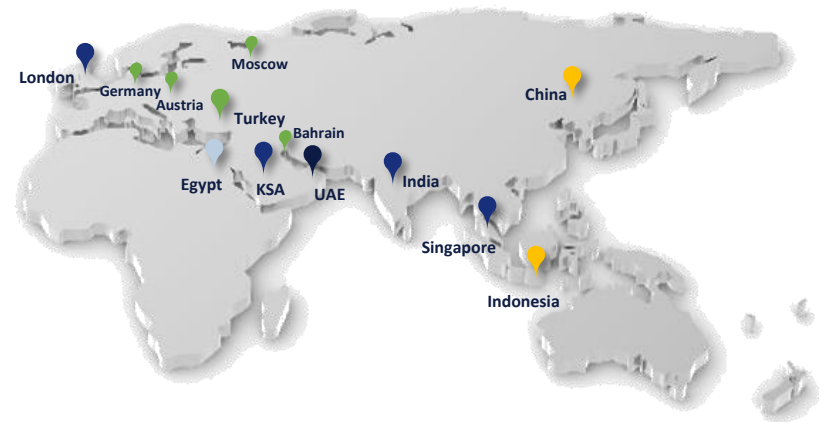 Moscow
London
Germany
Austria
China
Turkey
Bahrain
Egypt
KSA
UAE
India
Singapore
Indonesia